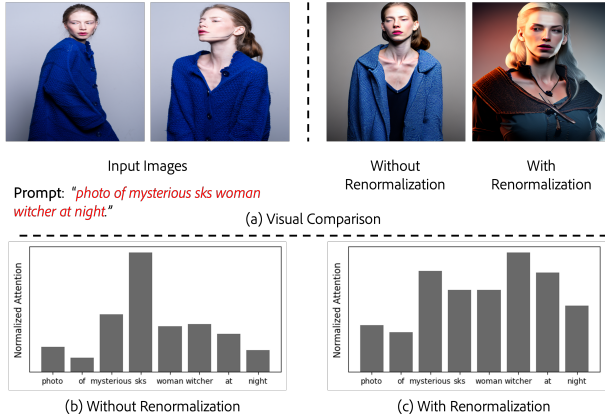 Input Images
Without
Renormalization
With
Renormalization
Prompt: "photo of mysterious sks woman
witcher at night."
(a) Visual Comparison
Normalized Attention
photo of mysterious sks woman witcher at night
(b) Without Renormalization
Normalized Attention
photo of mysterious sks woman witcher at night
(c) With Renormalization